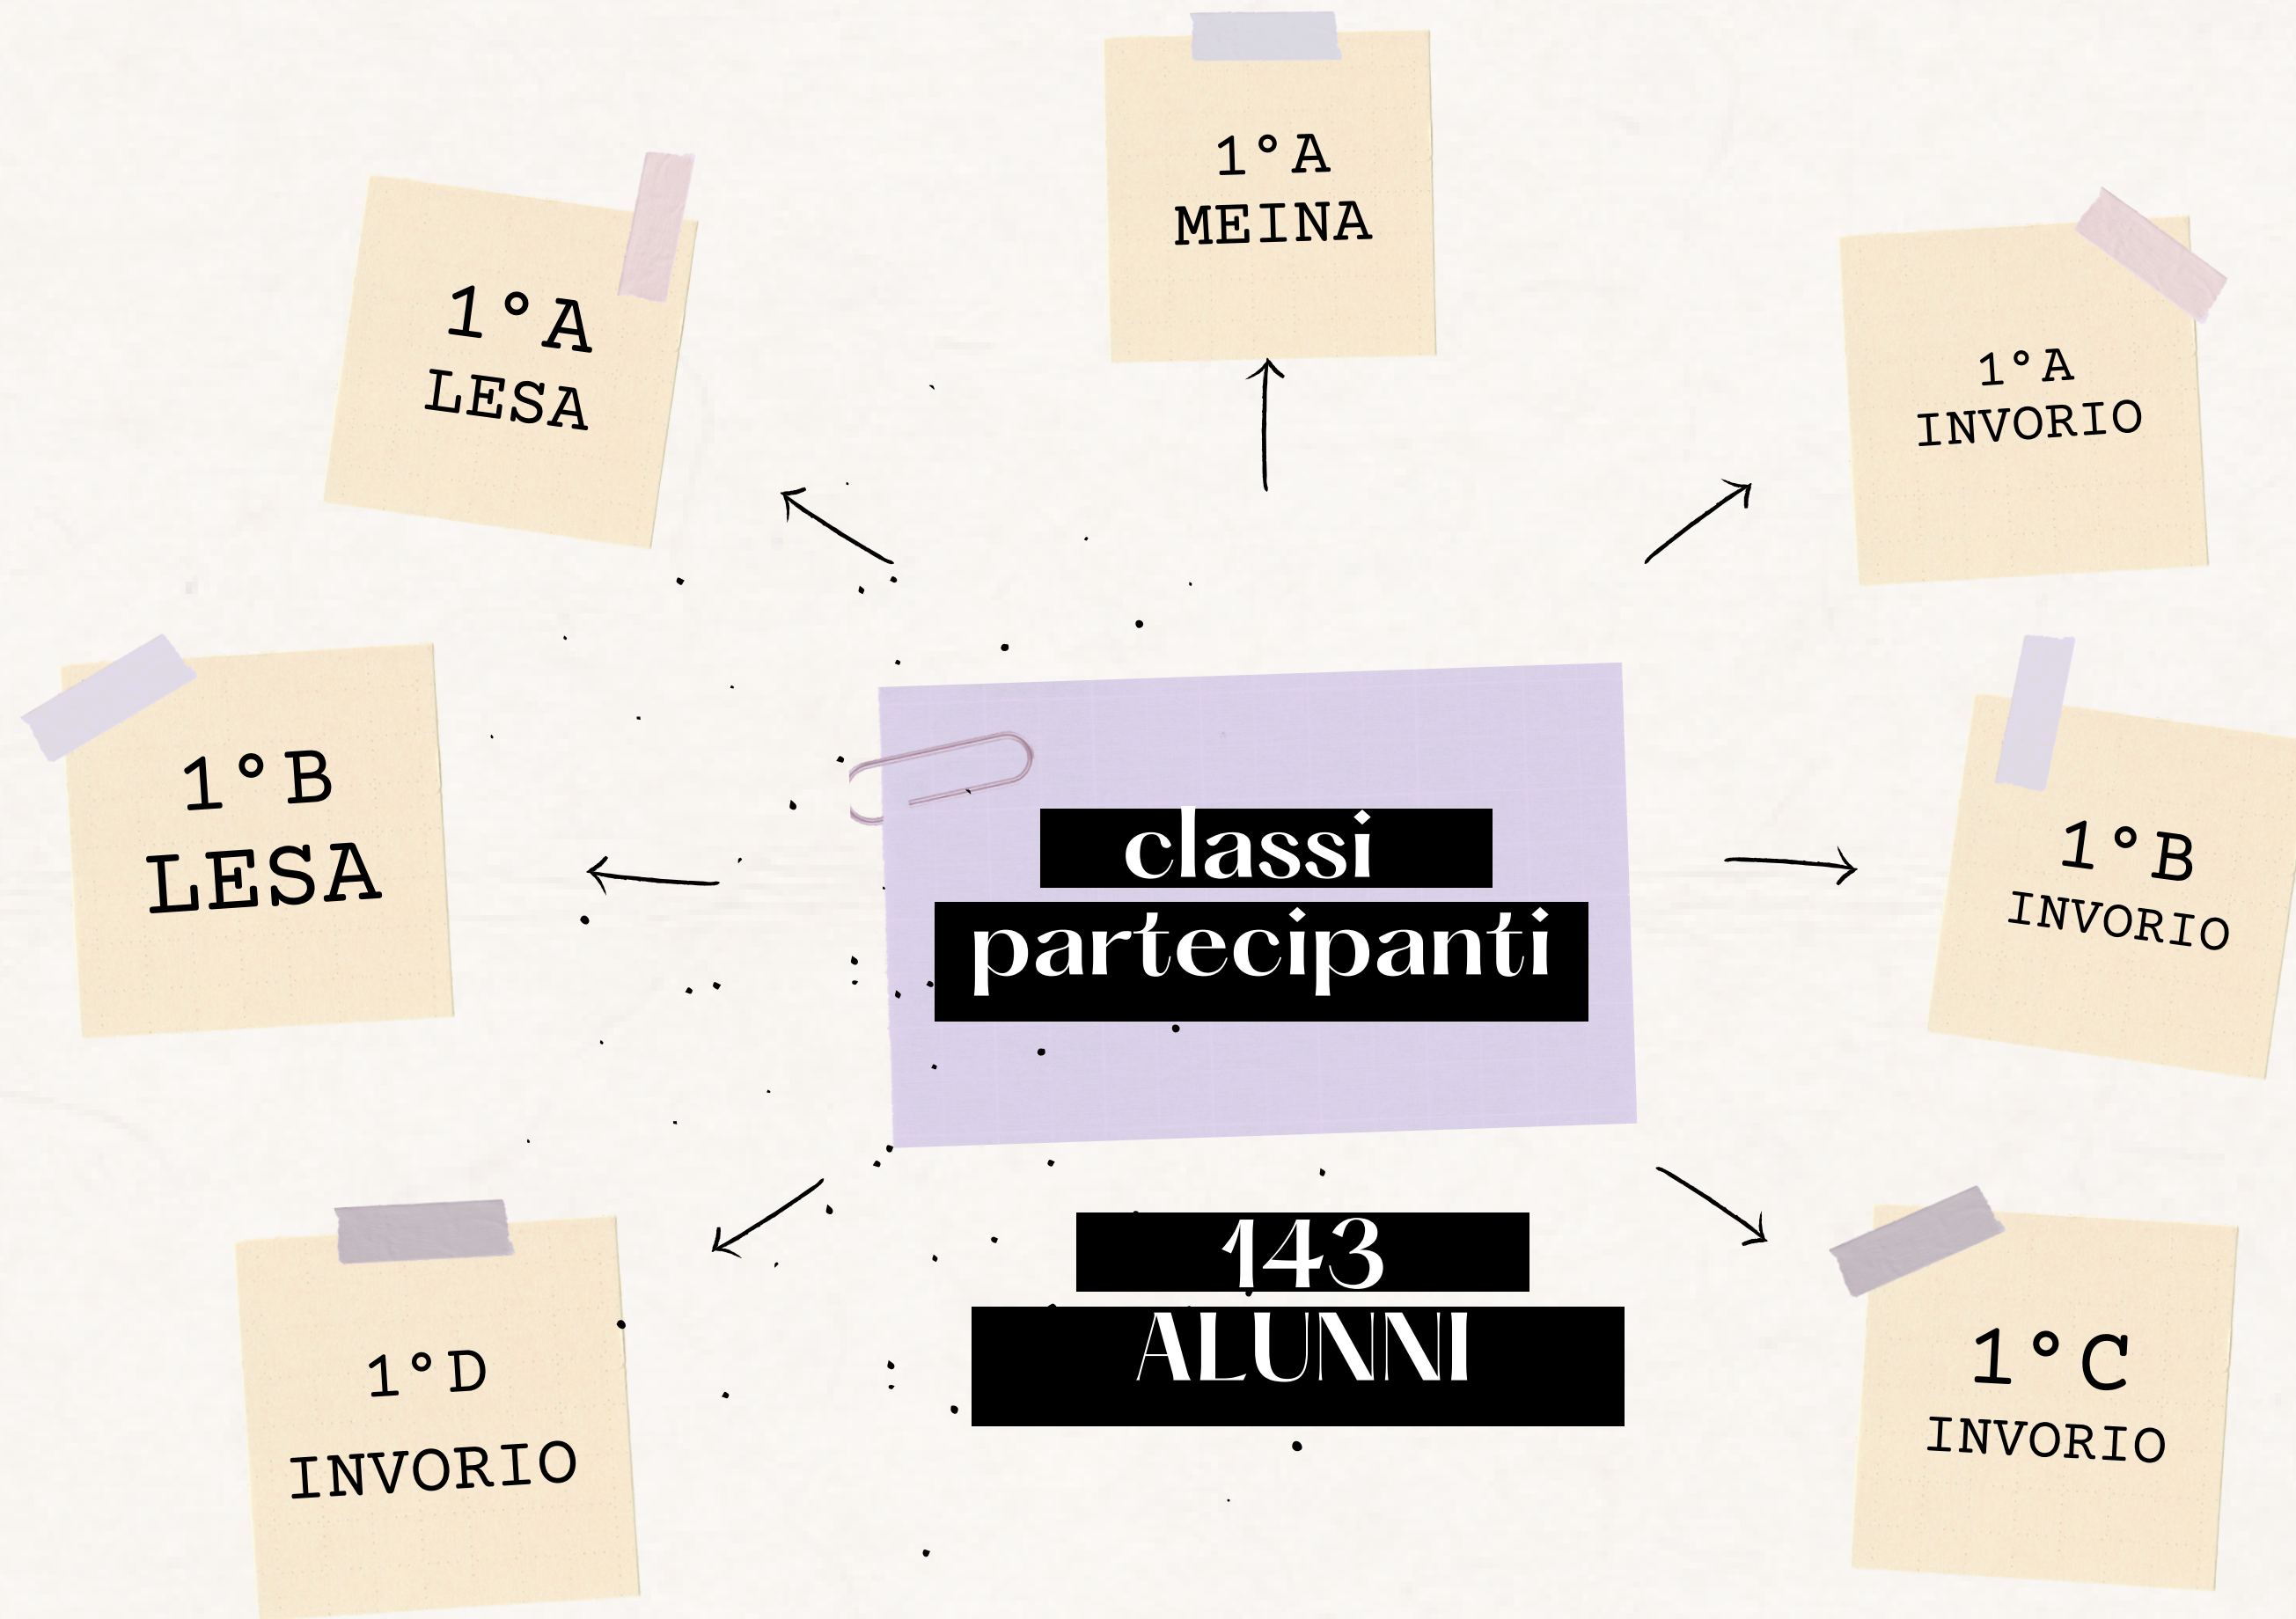 1°A
MEINA
1°A
LESA
1°A
INVORIO
1°B
LESA
classi
partecipanti
1°B
INVORIO
143
ALUNNI
1°D
INVORIO
1°C
INVORIO